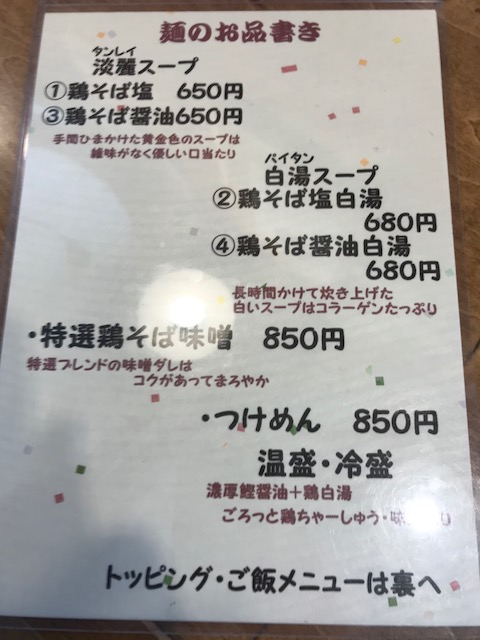 麺のお品書き
タンレイ
淡麗スープ
①鶏そば塩 650円
③鶏そば醤油650円
手間ひまかけた黄金色のスープは
雑味がなく優しい口当たり
パイタン
白湯スープ
②鶏そば塩白湯
680円
④鶏そば醤油白湯
680円
長時間かけて炊き上げた
白いスープはコラーゲンたっぷり
・特選鶏そば味噌 850円
特選ブレンドの味噌ダレは
コクがあってまろやか
・つけめん 850円
温盛・冷盛
濃厚鰹醤油+鶏白湯
ごろっと鶏ちゃーしゅう・味
り
トッピング・ご飯メニューは裏へ